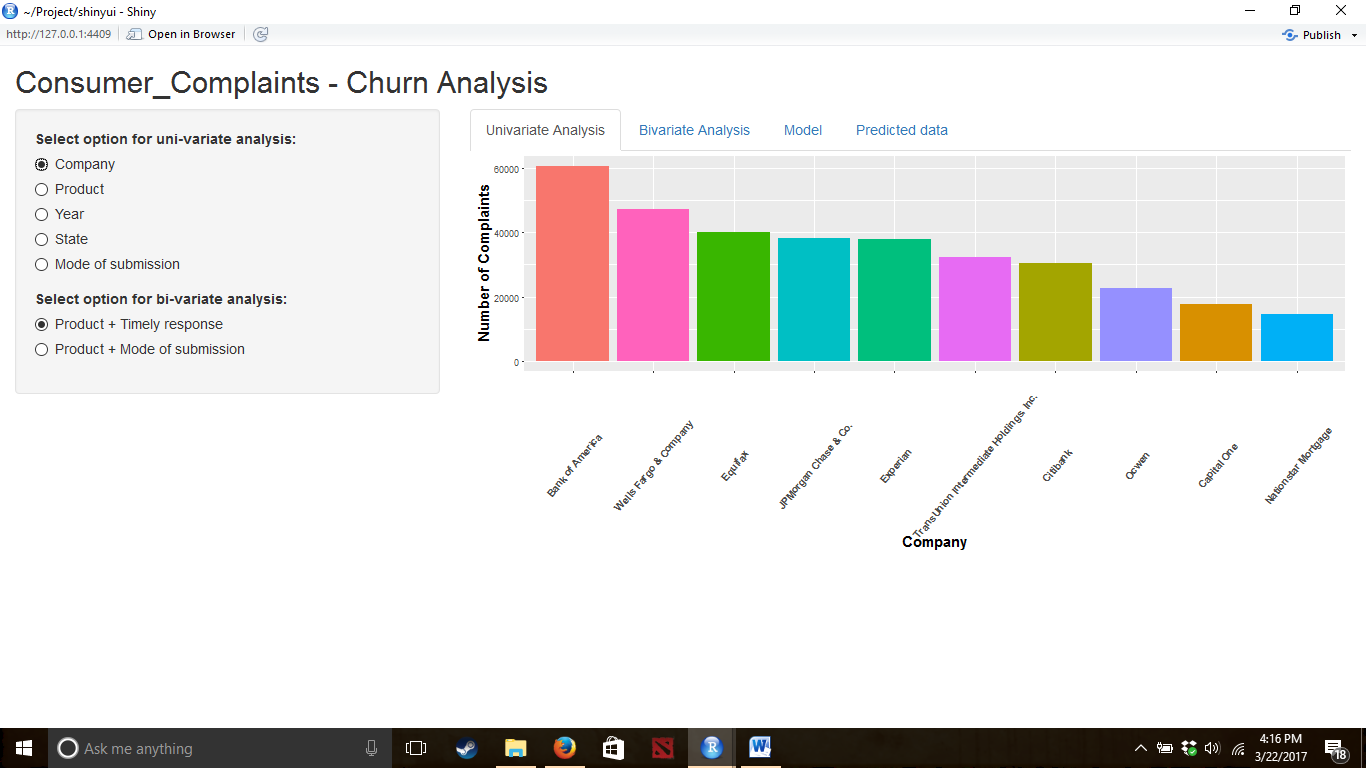 ~/Project/shinyui - Shiny
http://127.0.0.1:4409 Open in Browser Publish
Consumer_Complaints - Churn Analysis
Select option for uni-variate analysis:
Company
Product
Year
State
Mode of submission
Select option for bi-variate analysis:
Product + Timely response
Product + Mode of submission
Univariate Analysis Bivariate Analysis Model Predicted data
Number of Complaints
60000
40000
20000
0
Bank of America
Wells Fargo & Company
Equifax
JPMorgan Chase & Co.
Experian
TransUnion Intermediate Holdings, Inc.
Citibank
Ocwen
Capital One
Nationstar Mortgage
Company
Ask me anything
4:16 PM
3/22/2017
18